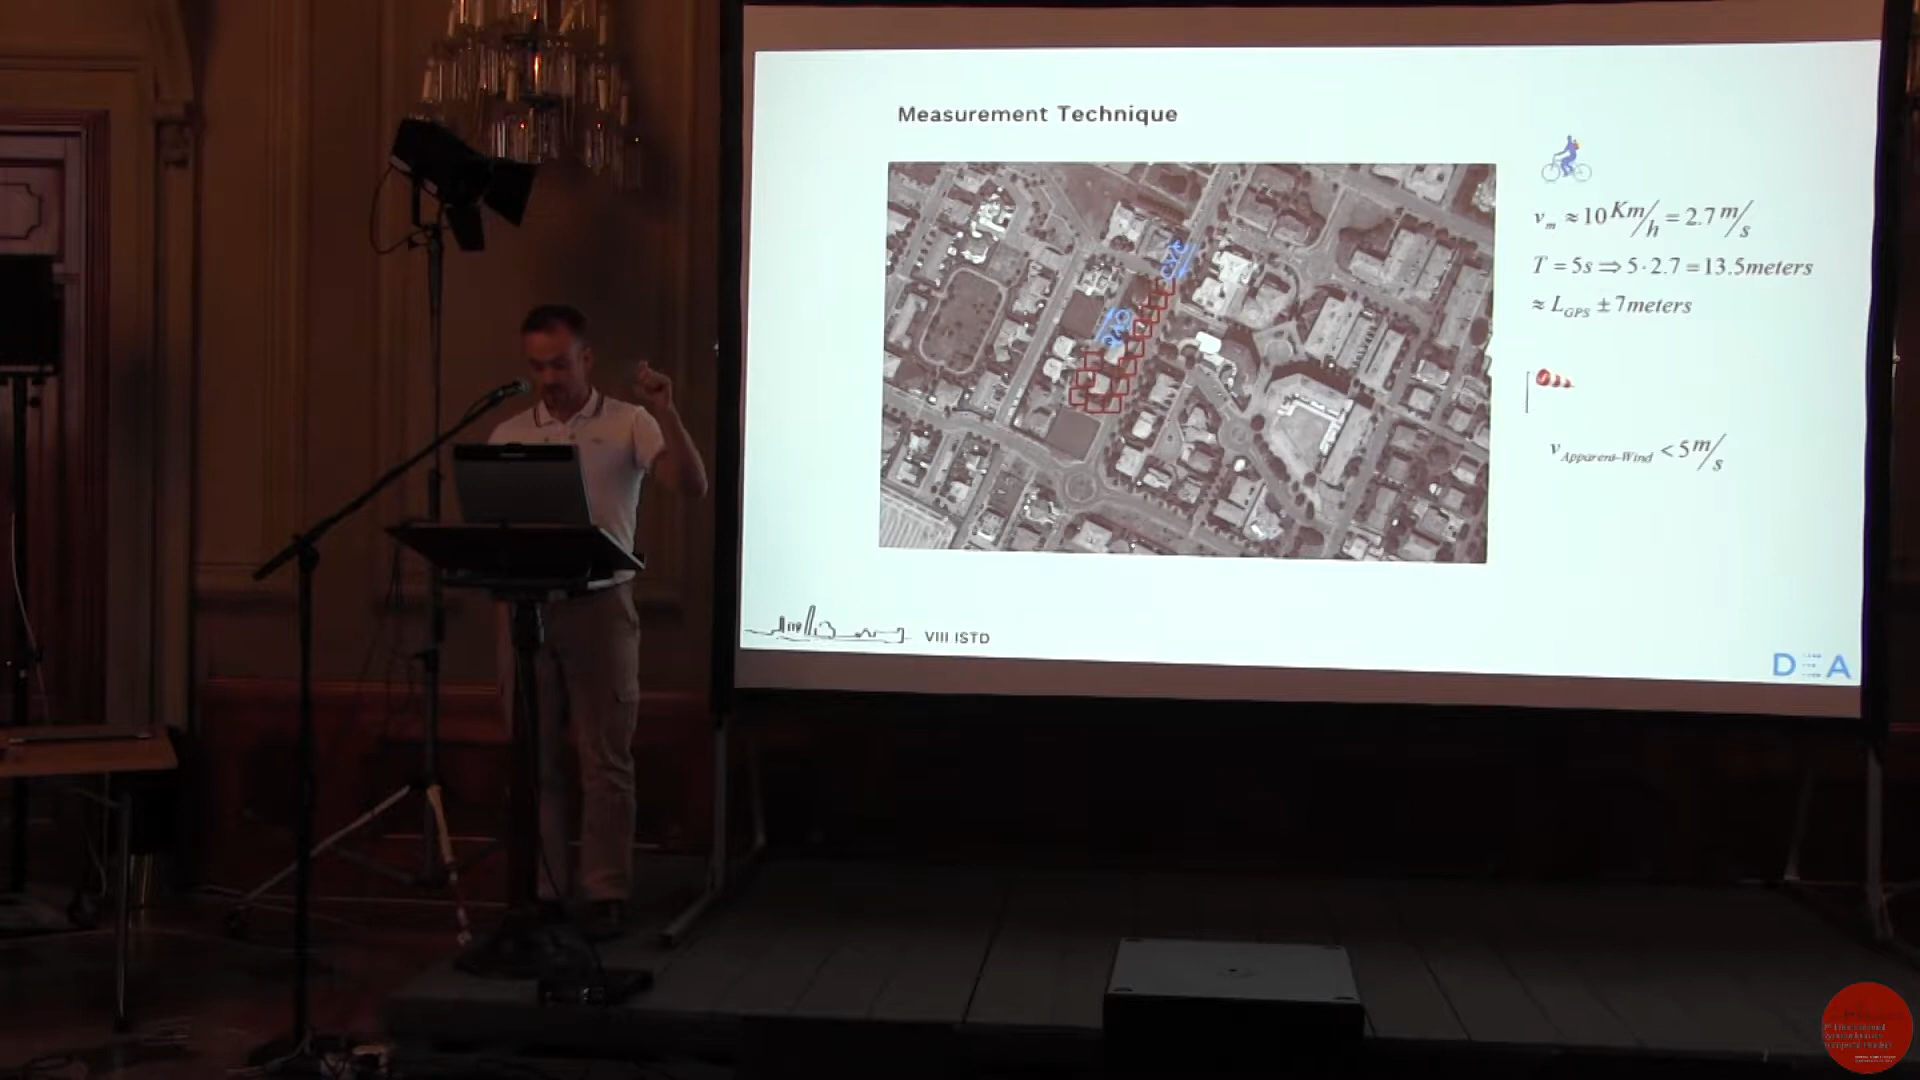 Measurement Technique
v_m ≈ 10 Km/h = 2.7 m/s
T = 5s ⇒ 5·2.7 = 13.5meters
≈ L_GPS ± 7meters
v_Apparent-Wind < 5 m/s
VIII ISTD